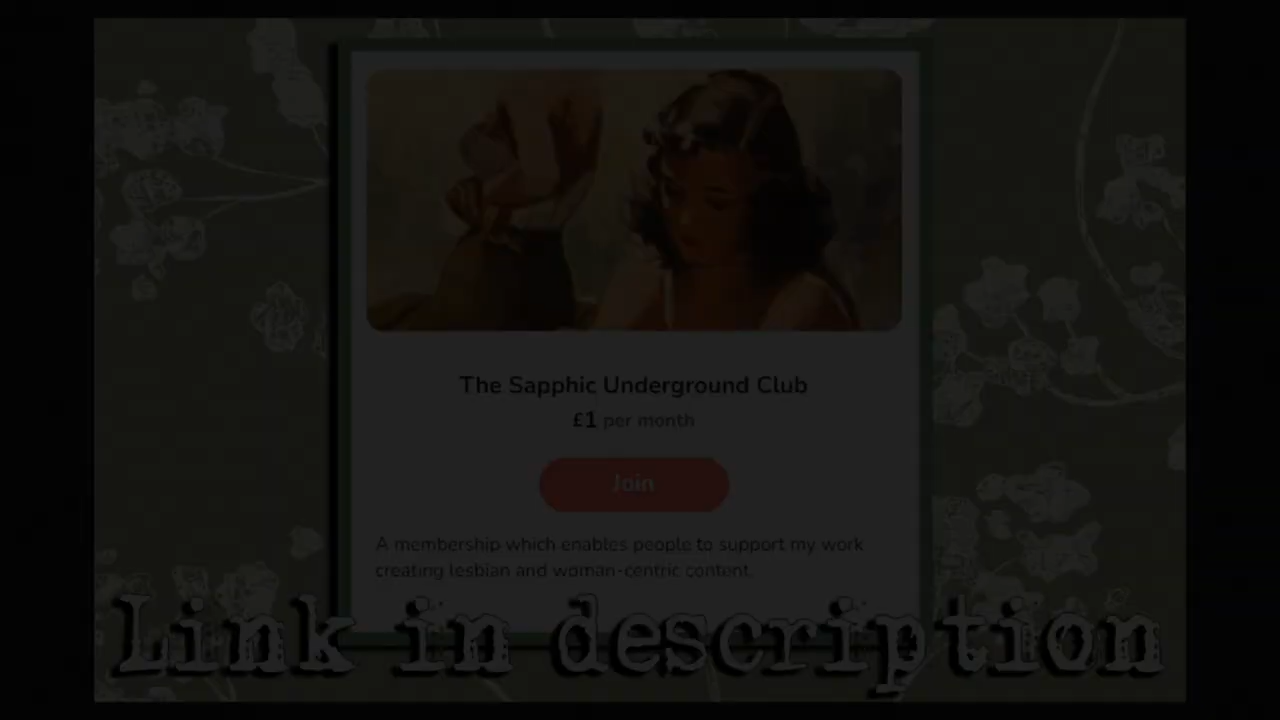 The Sapphic Underground Club
£1 per month
Join
A membership which enables people to support my work
creating lesbian and woman-centric content.
Link in description